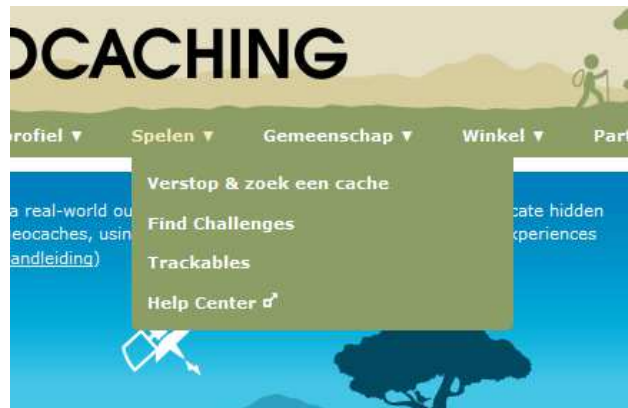 OCACHING
rofiel ▼ Spelen ▼ Gemeenschap ▼ Winkel ▼ Part
Verstop & zoek een cache
a real-world ou cate hidden
Find Challenges
eocaches, usin xperiences
andleiding)
Trackables
Help Center